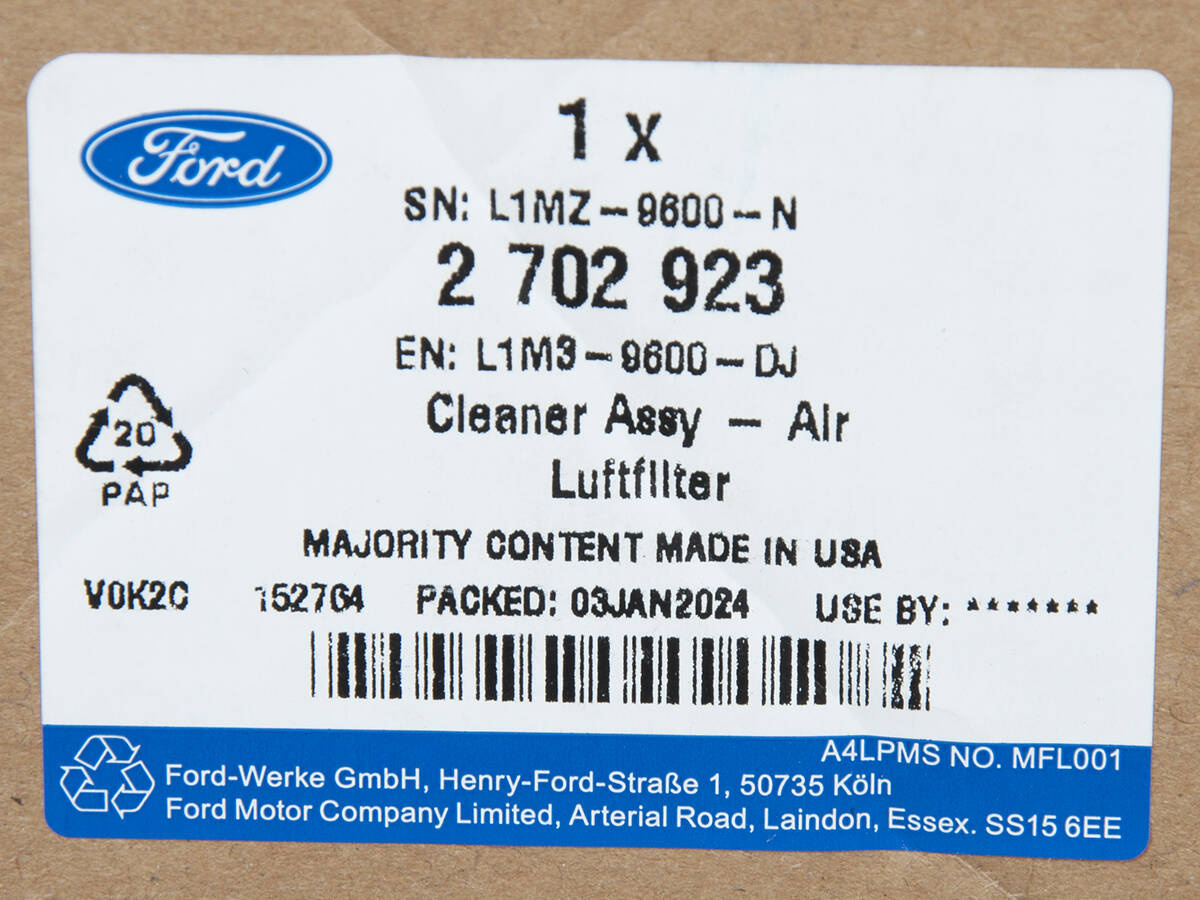 Ford
1 x
SN: L1MZ-9600-N
2 702 923
EN: L1M3-9600-DJ
Cleaner Assy - Air
Luftfilter
20
PAP
MAJORITY CONTENT MADE IN USA
V0K2C 152764 PACKED: 03JAN2024 USE BY: *******
A4LPMS NO. MFL001
Ford-Werke GmbH, Henry-Ford-Straße 1, 50735 Köln
Ford Motor Company Limited, Arterial Road, Laindon, Essex. SS15 6EE